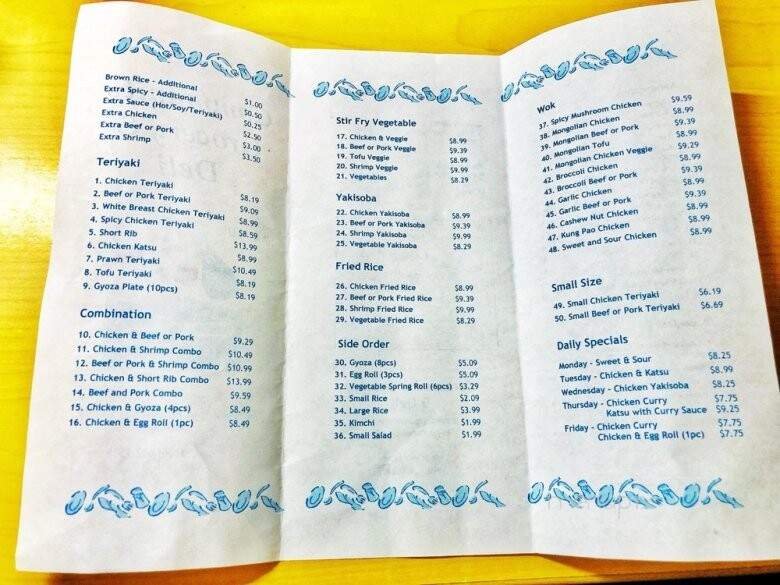 Brown Rice - Additional $1.00
Extra Spicy - Additional $0.50
Extra Sauce (Hot/Soy/Teriyaki) $0.25
Extra Chicken $2.50
Extra Beef or Pork $3.00
Extra Shrimp $3.50
Teriyaki
1. Chicken Teriyaki $8.19
2. Beef or Pork Teriyaki $9.09
3. White Breast Chicken Teriyaki $8.99
4. Spicy Chicken Teriyaki $8.59
5. Short Rib $13.99
6. Chicken Katsu $8.99
7. Prawn Teriyaki $10.49
8. Tofu Teriyaki $8.19
9. Gyoza Plate (10pcs) $8.19
Combination
10. Chicken & Beef or Pork $9.29
11. Chicken & Shrimp Combo $10.49
12. Beef or Pork & Shrimp Combo $10.99
13. Chicken & Short Rib Combo $13.99
14. Beef and Pork Combo $9.59
15. Chicken & Gyoza (4pcs) $8.49
16. Chicken & Egg Roll (1pc) $8.49
Stir Fry Vegetable
17. Chicken & Veggie $8.99
18. Beef or Pork Veggie $9.39
19. Tofu Veggie $8.99
20. Shrimp Veggie $9.99
21. Vegetables $8.29
Yakisoba
22. Chicken Yakisoba $8.99
23. Beef or Pork Yakisoba $9.39
24. Shrimp Yakisoba $9.99
25. Vegetable Yakisoba $8.29
Fried Rice
26. Chicken Fried Rice $8.99
27. Beef or Pork Fried Rice $9.39
28. Shrimp Fried Rice $9.99
29. Vegetable Fried Rice $8.29
Side Order
30. Gyoza (8pcs) $5.09
31. Egg Roll (3pcs) $5.09
32. Vegetable Spring Roll (6pcs) $3.29
33. Small Rice $2.09
34. Large Rice $3.99
35. Kimchi $1.99
36. Small Salad $1.99
Wok
37. Spicy Mushroom Chicken $9.59
38. Mongolian Chicken $8.99
39. Mongolian Beef or Pork $9.39
40. Mongolian Tofu $8.99
41. Mongolian Chicken Veggie $9.29
42. Broccoli Chicken $8.99
43. Broccoli Beef or Pork $9.39
44. Garlic Chicken $8.99
45. Garlic Beef or Pork $9.39
46. Cashew Nut Chicken $8.99
47. Kung Pao Chicken $8.99
48. Sweet and Sour Chicken $8.99
Small Size
49. Small Chicken Teriyaki $6.19
50. Small Beef or Pork Teriyaki $6.69
Daily Specials
Monday - Sweet & Sour $8.25
Tuesday - Chicken & Katsu $8.99
Wednesday - Chicken Yakisoba $8.25
Thursday - Chicken Curry $7.75
Katsu with Curry Sauce $9.25
Friday - Chicken Curry $7.75
Chicken & Egg Roll (1pc) $7.75